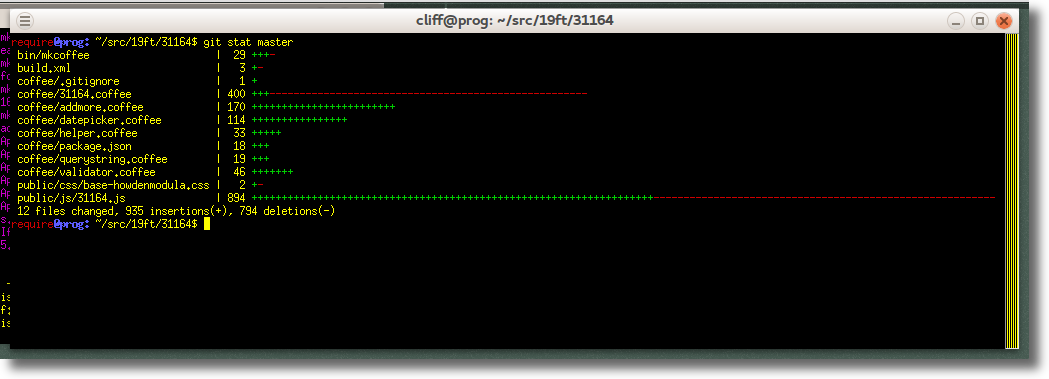 cliff@prog: ~/src/19ft/31164
require@prog: ~/src/19ft/31164$ git stat master
bin/mkcoffee | 29 +++-
build.xml | 3 +-
coffee/.gitignore | 1 +
coffee/31164.coffee | 400 +++-----------------------------------------------------
coffee/addmore.coffee | 170 ++++++++++++++++++++++++
coffee/datepicker.coffee | 114 ++++++++++++++++
coffee/helper.coffee | 33 +++++
coffee/package.json | 18 +++
coffee/querystring.coffee | 19 +++
coffee/validator.coffee | 46 +++++++
public/css/base-howdenmodula.css | 2 +-
public/js/31164.js | 894 +++++++++++++++++++++++++++++++++++++++++++++++++++++++++++++++++++---------------------------------------------------------
12 files changed, 935 insertions(+), 794 deletions(-)
require@prog: ~/src/19ft/31164$